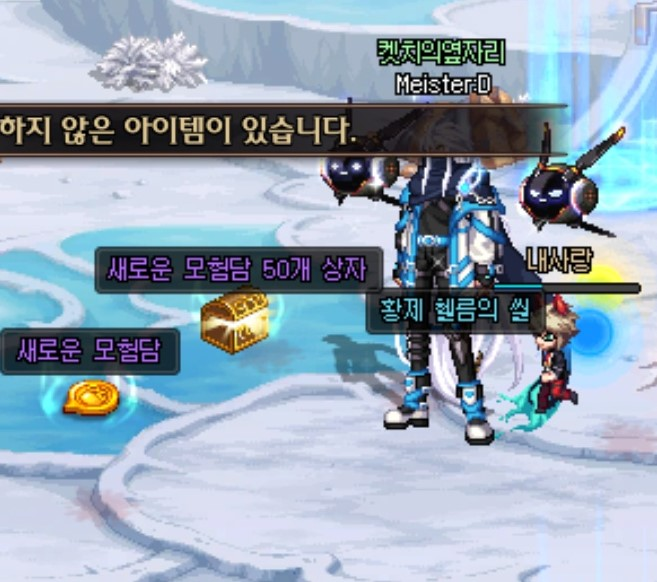 켓치의옆자리
Meister:D
하지 않은 아이템이 있습니다.
내사랑
새로운 모험담 50개 상자
황제 헬름의 씰
새로운 모험담